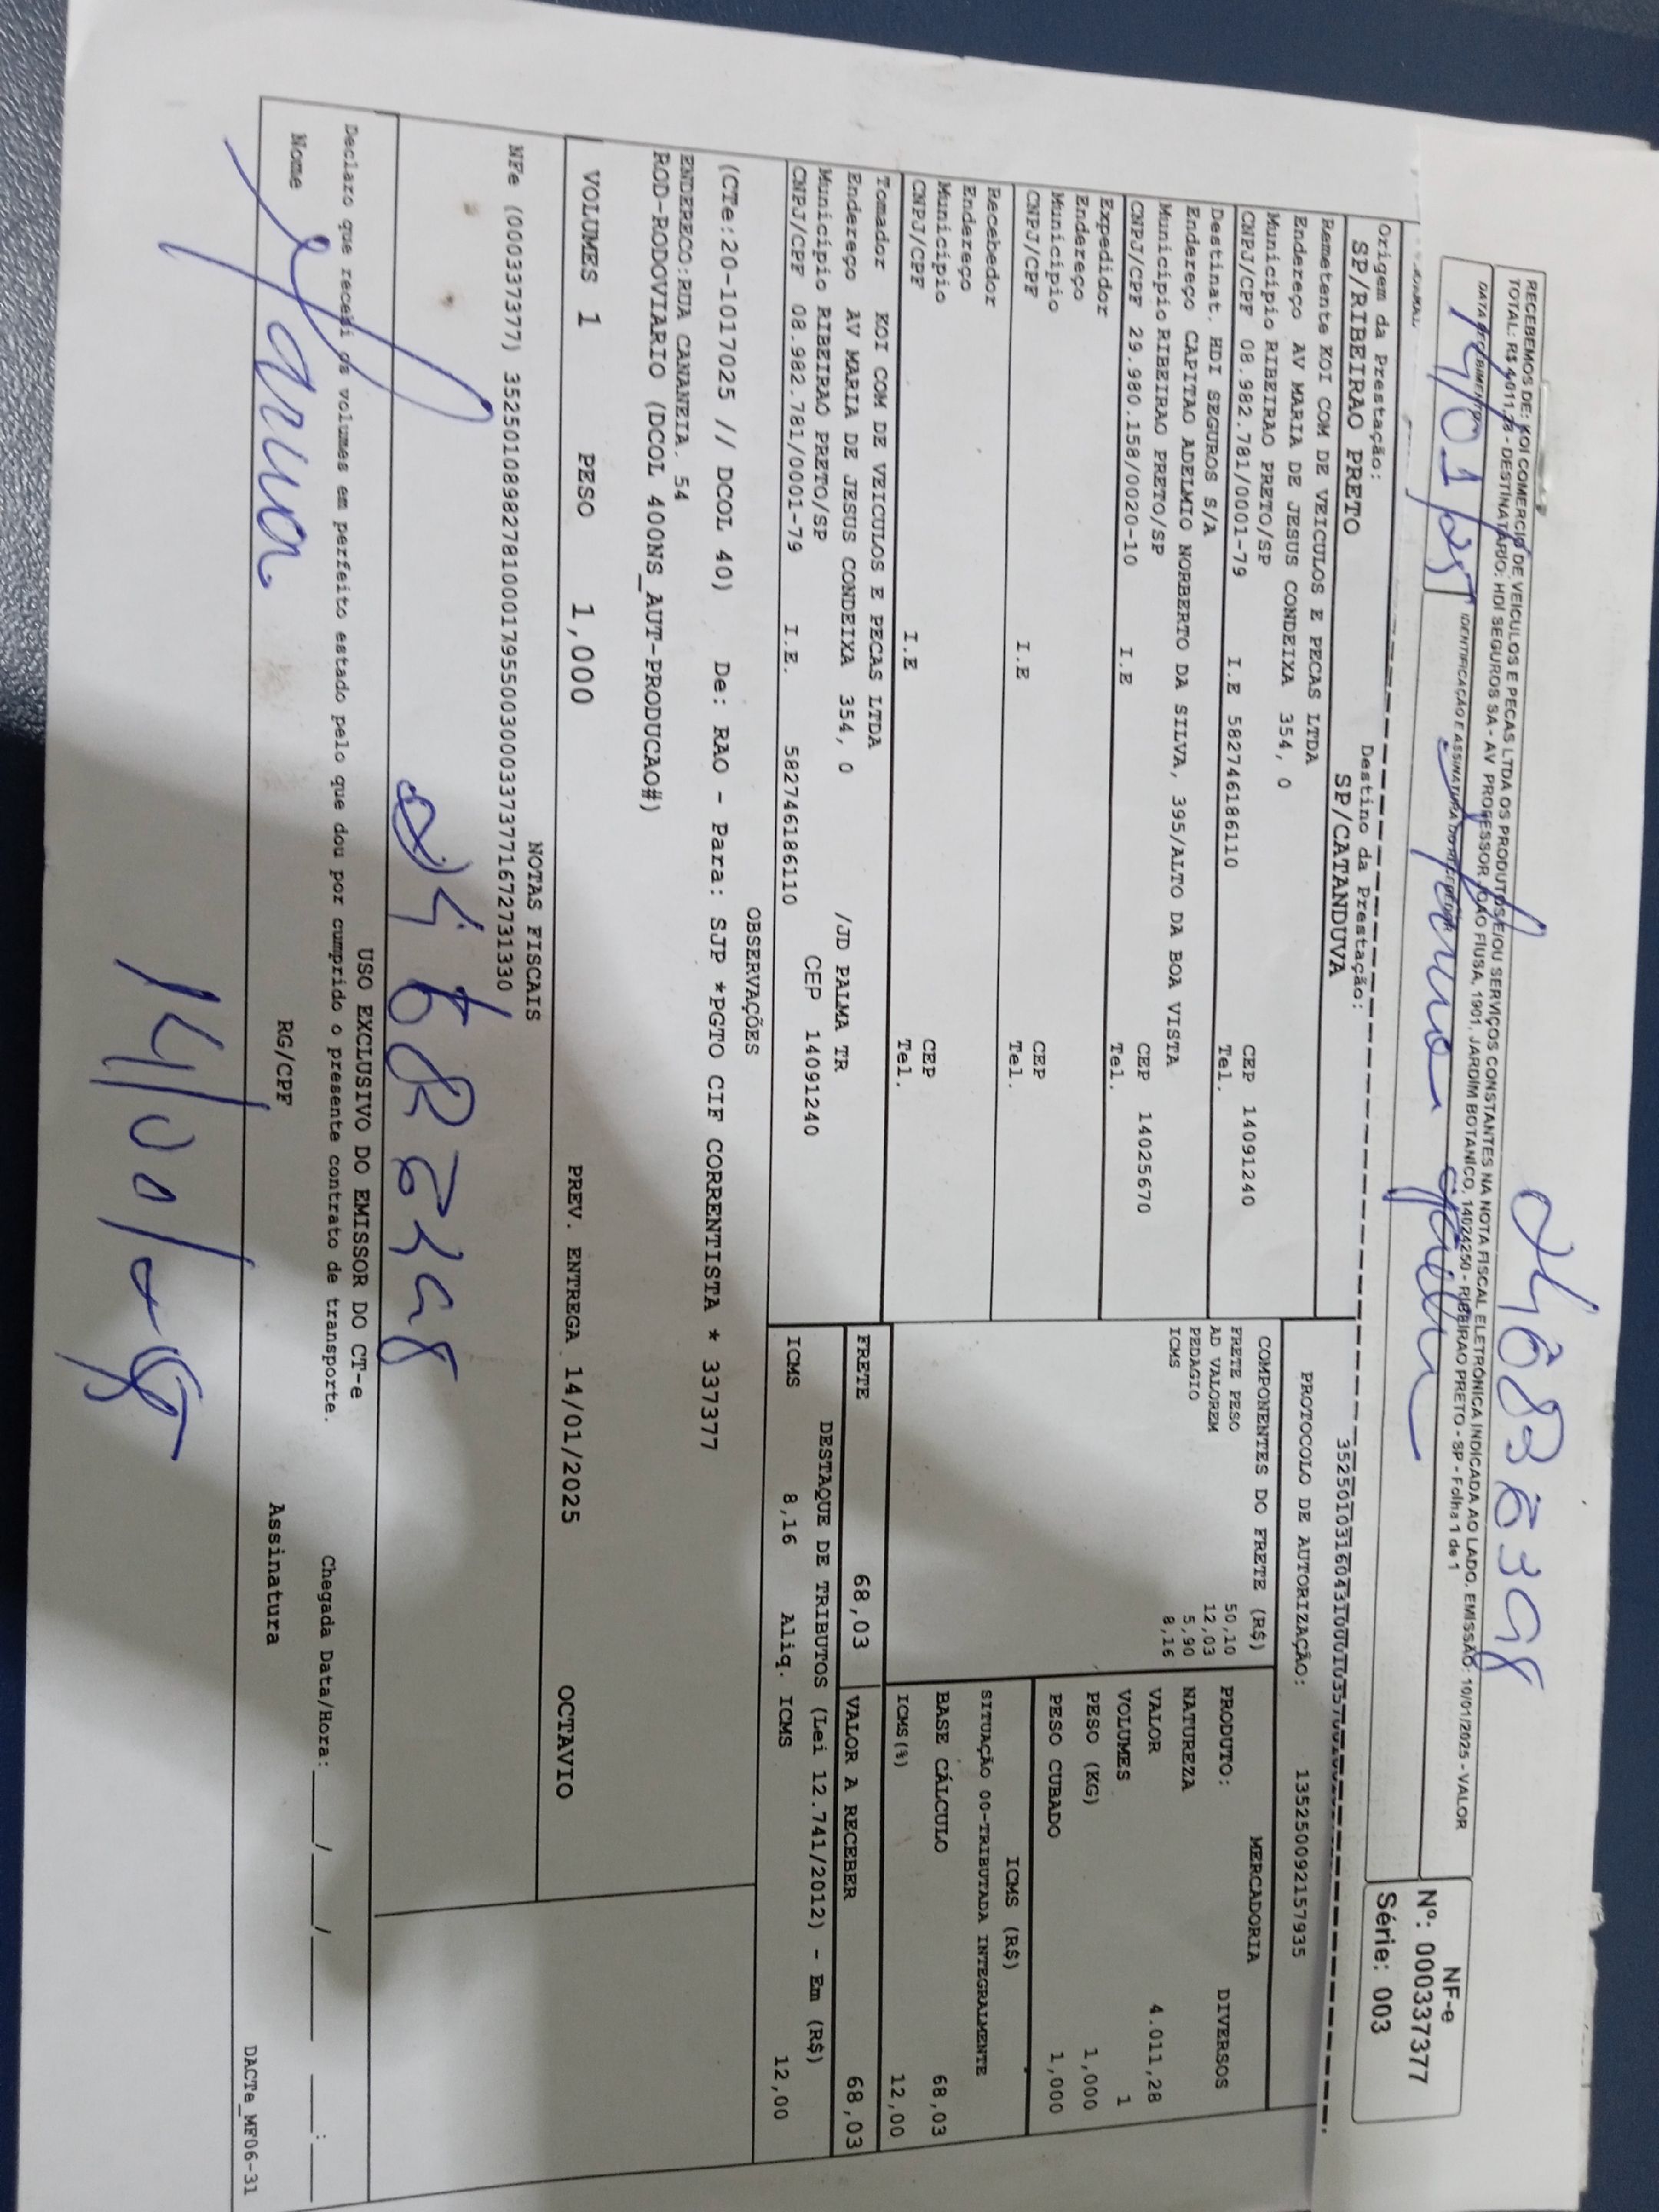 RECEBEMOS DE: KOI COMERCIO DE VEICULOS E PECAS LTDA OS PRODUTOS E/OU SERVIÇOS CONSTANTES NA NOTA FISCAL ELETRÔNICA INDICADA AO LADO. EMISSÃO: 10/01/2025 - VALOR
TOTAL: R$ 4.011,28 - DESTINATÁRIO: HDI SEGUROS SA - AV PROFESSOR JOAO FIUSA, 1901, JARDIM BOTANICO, 14024250 - RIBEIRAO PRETO - SP - Folha 1 de 1
DATA RECEBIMENTO
IDENTIFICAÇÃO E ASSINATURA DO RECEBEDOR
NF-e
Nº: 000337377
Série: 003
Origem da Prestação:
SP/RIBEIRAO PRETO
Destino da Prestação:
SP/CATANDUVA
Remetente KOI COM DE VEICULOS E PECAS LTDA
Endereço AV MARIA DE JESUS CONDEIXA 354, 0
Município RIBEIRAO PRETO/SP CEP 14091240
CNPJ/CPF 08.982.781/0001-79 I.E 582746186110 Tel.
Destinat. HDI SEGUROS S/A
Endereço CAPITAO ADELMIO NORBERTO DA SILVA, 395/ALTO DA BOA VISTA
Município RIBEIRAO PRETO/SP CEP 14025670
CNPJ/CPF 29.980.158/0020-10 I.E Tel.
Expedidor
Endereço
Município CEP
CNPJ/CPF I.E Tel.
Recebedor
Endereço
Município CEP
CNPJ/CPF I.E Tel.
Tomador KOI COM DE VEICULOS E PECAS LTDA
Endereço AV MARIA DE JESUS CONDEIXA 354, 0 /JD PALMA TR
Município RIBEIRAO PRETO/SP CEP 14091240
CNPJ/CPF 08.982.781/0001-79 I.E. 582746186110
PROTOCOLO DE AUTORIZAÇÃO: 135250092157935
COMPONENTES DO FRETE (R$)
FRETE PESO 50,10
AD VALOREM 12,03
PEDAGIO 5,90
ICMS 8,16
MERCADORIA
PRODUTO: DIVERSOS
NATUREZA
VALOR 4.011,28
VOLUMES 1
PESO (KG) 1,000
PESO CUBADO 1,000
ICMS (R$)
SITUAÇÃO 00-TRIBUTADA INTEGRALMENTE
BASE CÁLCULO 68,03
ICMS(%) 12,00
FRETE 68,03 VALOR A RECEBER 68,03
DESTAQUE DE TRIBUTOS (Lei 12.741/2012) - Em (R$)
ICMS 8,16 Aliq. ICMS 12,00
OBSERVAÇÕES
(CTe:20-1017025 // DCOL 40) De: RAO - Para: SJP *PGTO CIF CORRENTISTA * 337377
ENDERECO:RUA CANANEIA. 54
ROD-RODOVIARIO (DCOL 400NS_AUT-PRODUCAO#)
VOLUMES 1 PESO 1,000 PREV. ENTREGA 14/01/2025 OCTAVIO
NOTAS FISCAIS
NFe (000337377) 35250108982781000179550030003373771672731330
USO EXCLUSIVO DO EMISSOR DO CT-e
Declaro que recebi os volumes em perfeito estado pelo que dou por cumprido o presente contrato de transporte. Chegada Data/Hora: ___/___/____ __:__
Nome RG/CPF Assinatura
DACTe_MF06-31